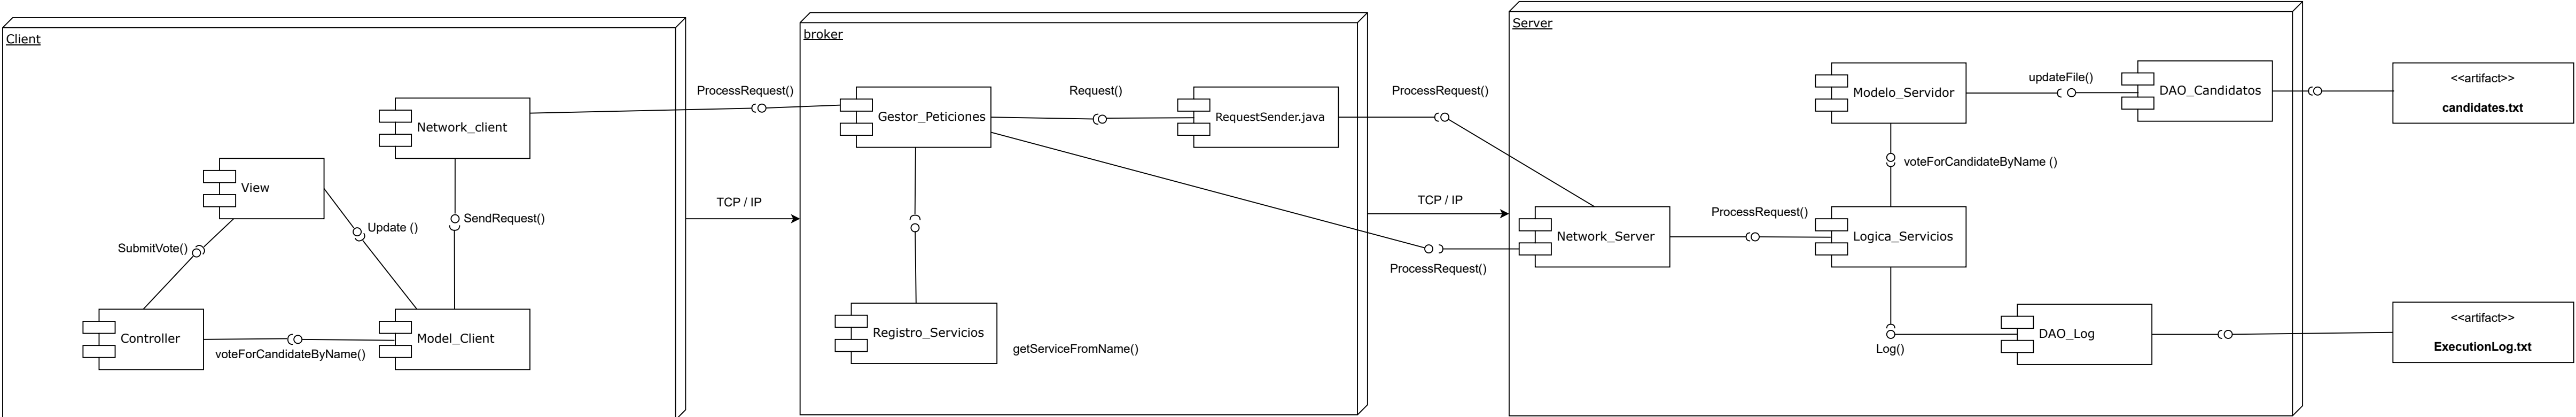 Client
Network_client
View
SendRequest()
Update ()
SubmitVote()
Controller
voteForCandidateByName()
Model_Client
ProcessRequest()
TCP / IP
broker
Gestor_Peticiones
Request()
RequestSender.java
Registro_Servicios
getServiceFromName()
ProcessRequest()
TCP / IP
ProcessRequest()
Server
Modelo_Servidor
updateFile()
DAO_Candidatos
voteForCandidateByName ()
Network_Server
ProcessRequest()
Logica_Servicios
Log()
DAO_Log
<<artifact>>
candidates.txt
<<artifact>>
ExecutionLog.txt